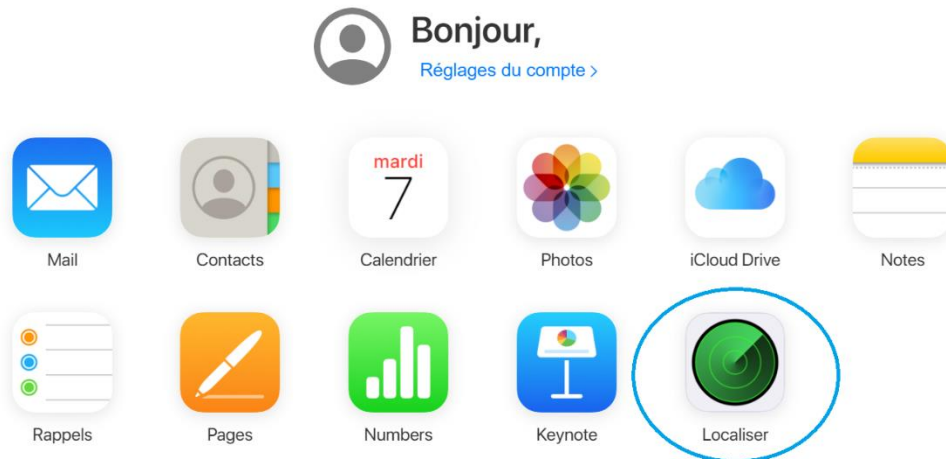 Bonjour,
Réglages du compte >
mardi
7
Mail
Contacts
Calendrier
Photos
iCloud Drive
Notes
Rappels
Pages
Numbers
Keynote
Localiser